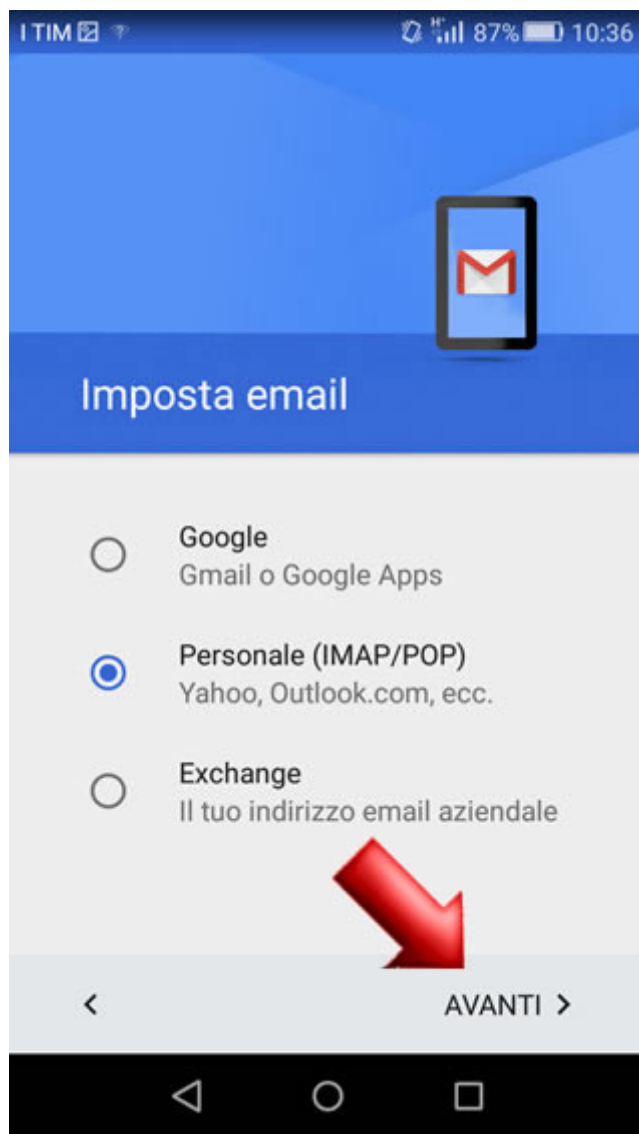 I TIM 87% 10:36
Imposta email
Google
Gmail o Google Apps
Personale (IMAP/POP)
Yahoo, Outlook.com, ecc.
Exchange
Il tuo indirizzo email aziendale
AVANTI